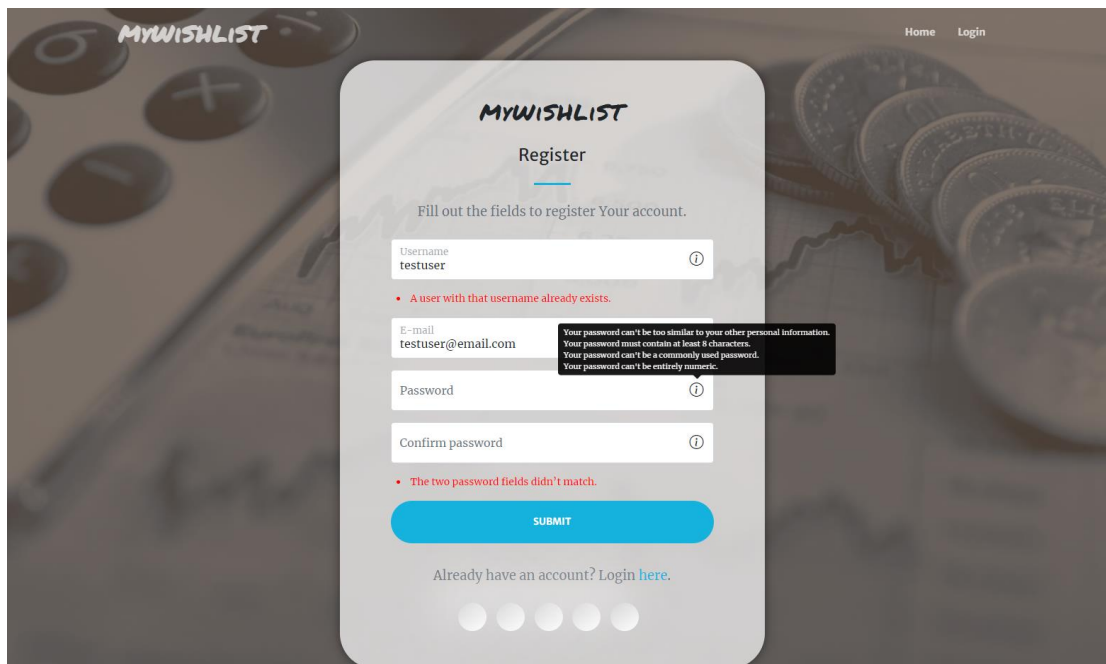 MYWISHLIST
Home
Login
MYWISHLIST
Register
Fill out the fields to register Your account.
Username
testuser
A user with that username already exists.
E-mail
testuser@email.com
Your password can't be too similar to your other personal information.
Your password must contain at least 8 characters.
Your password can't be a commonly used password.
Your password can't be entirely numeric.
Password
Confirm password
The two password fields didn't match.
SUBMIT
Already have an account? Login here.